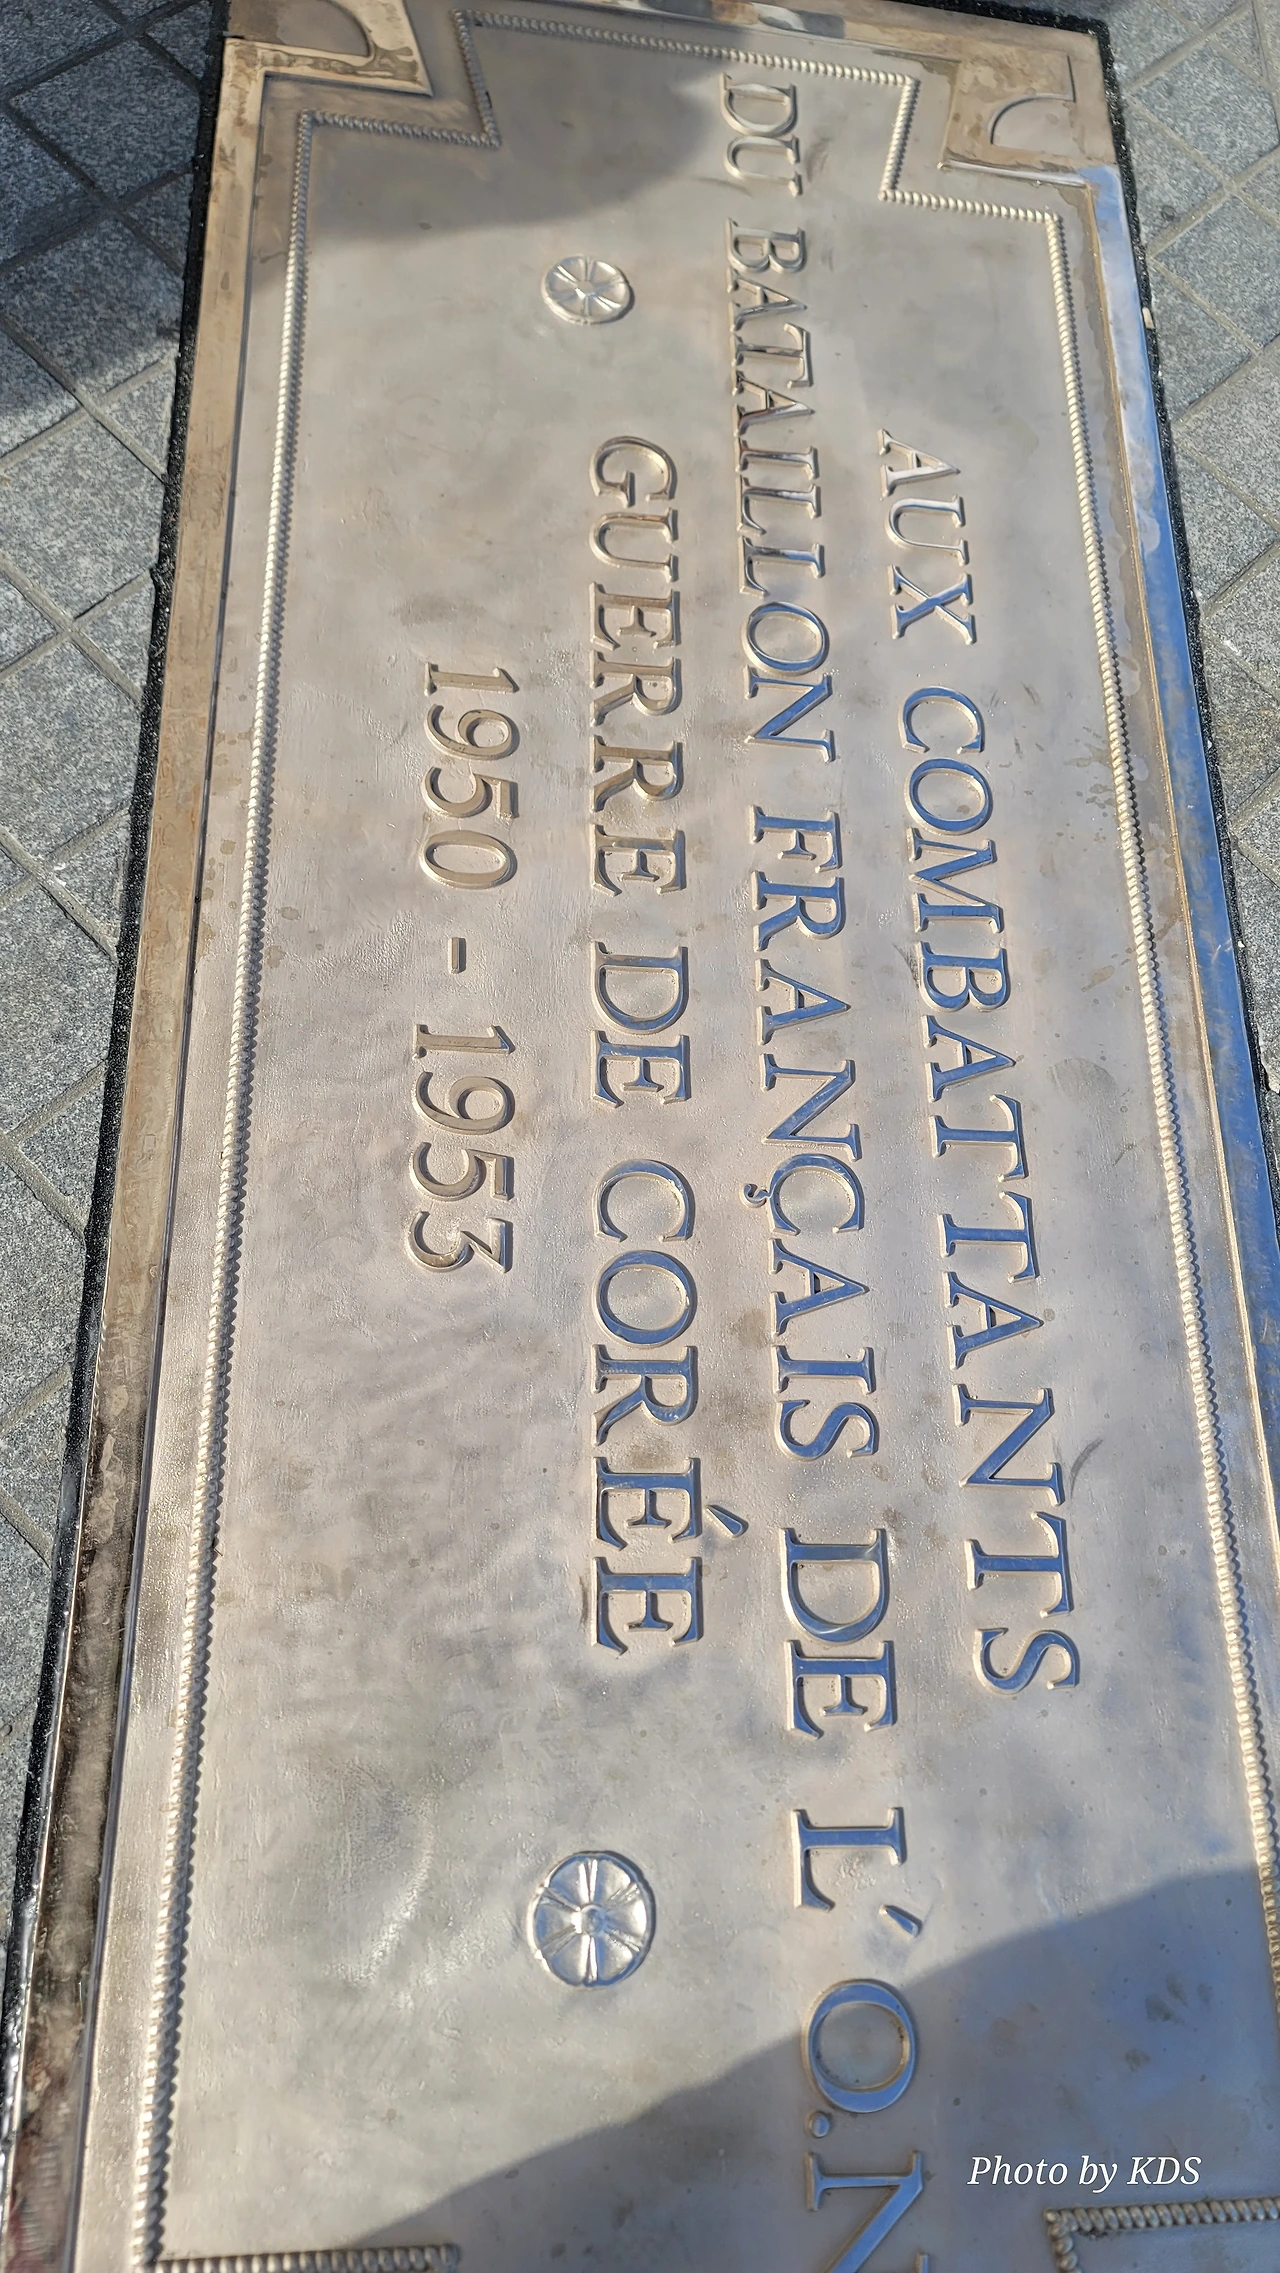 AUX COMBATTANTS
DU BATAILLON FRANÇAIS DE L'O.N
GUERRE DE CORÉE
1950 - 1953
Photo by KDS